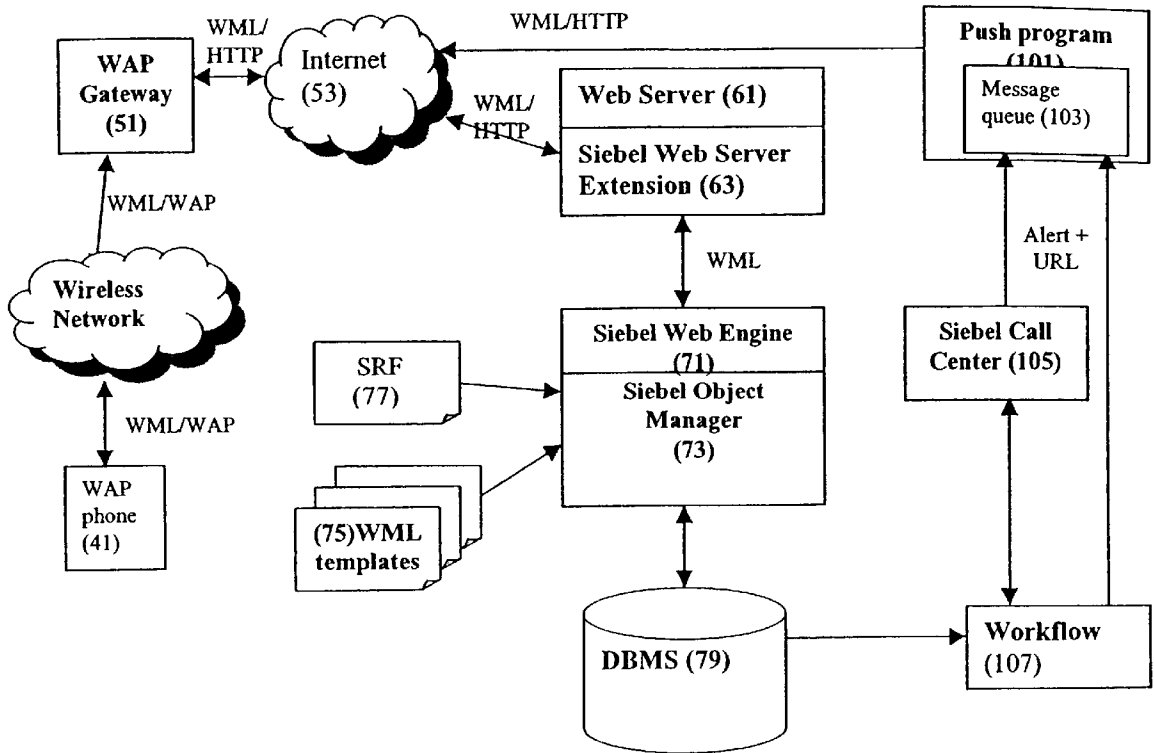 WML/
HTTP
WML/HTTP
Push program
(101)
Message
queue (103)
WAP
Gateway
(51)
Internet
(53)
WML/
HTTP
Web Server (61)
Siebel Web Server
Extension (63)
WML/WAP
WML
Alert +
URL
Wireless
Network
Siebel Web Engine
(71)
Siebel Object
Manager
(73)
Siebel Call
Center (105)
SRF
(77)
WML/WAP
WAP
phone
(41)
(75)WML
templates
DBMS (79)
Workflow
(107)